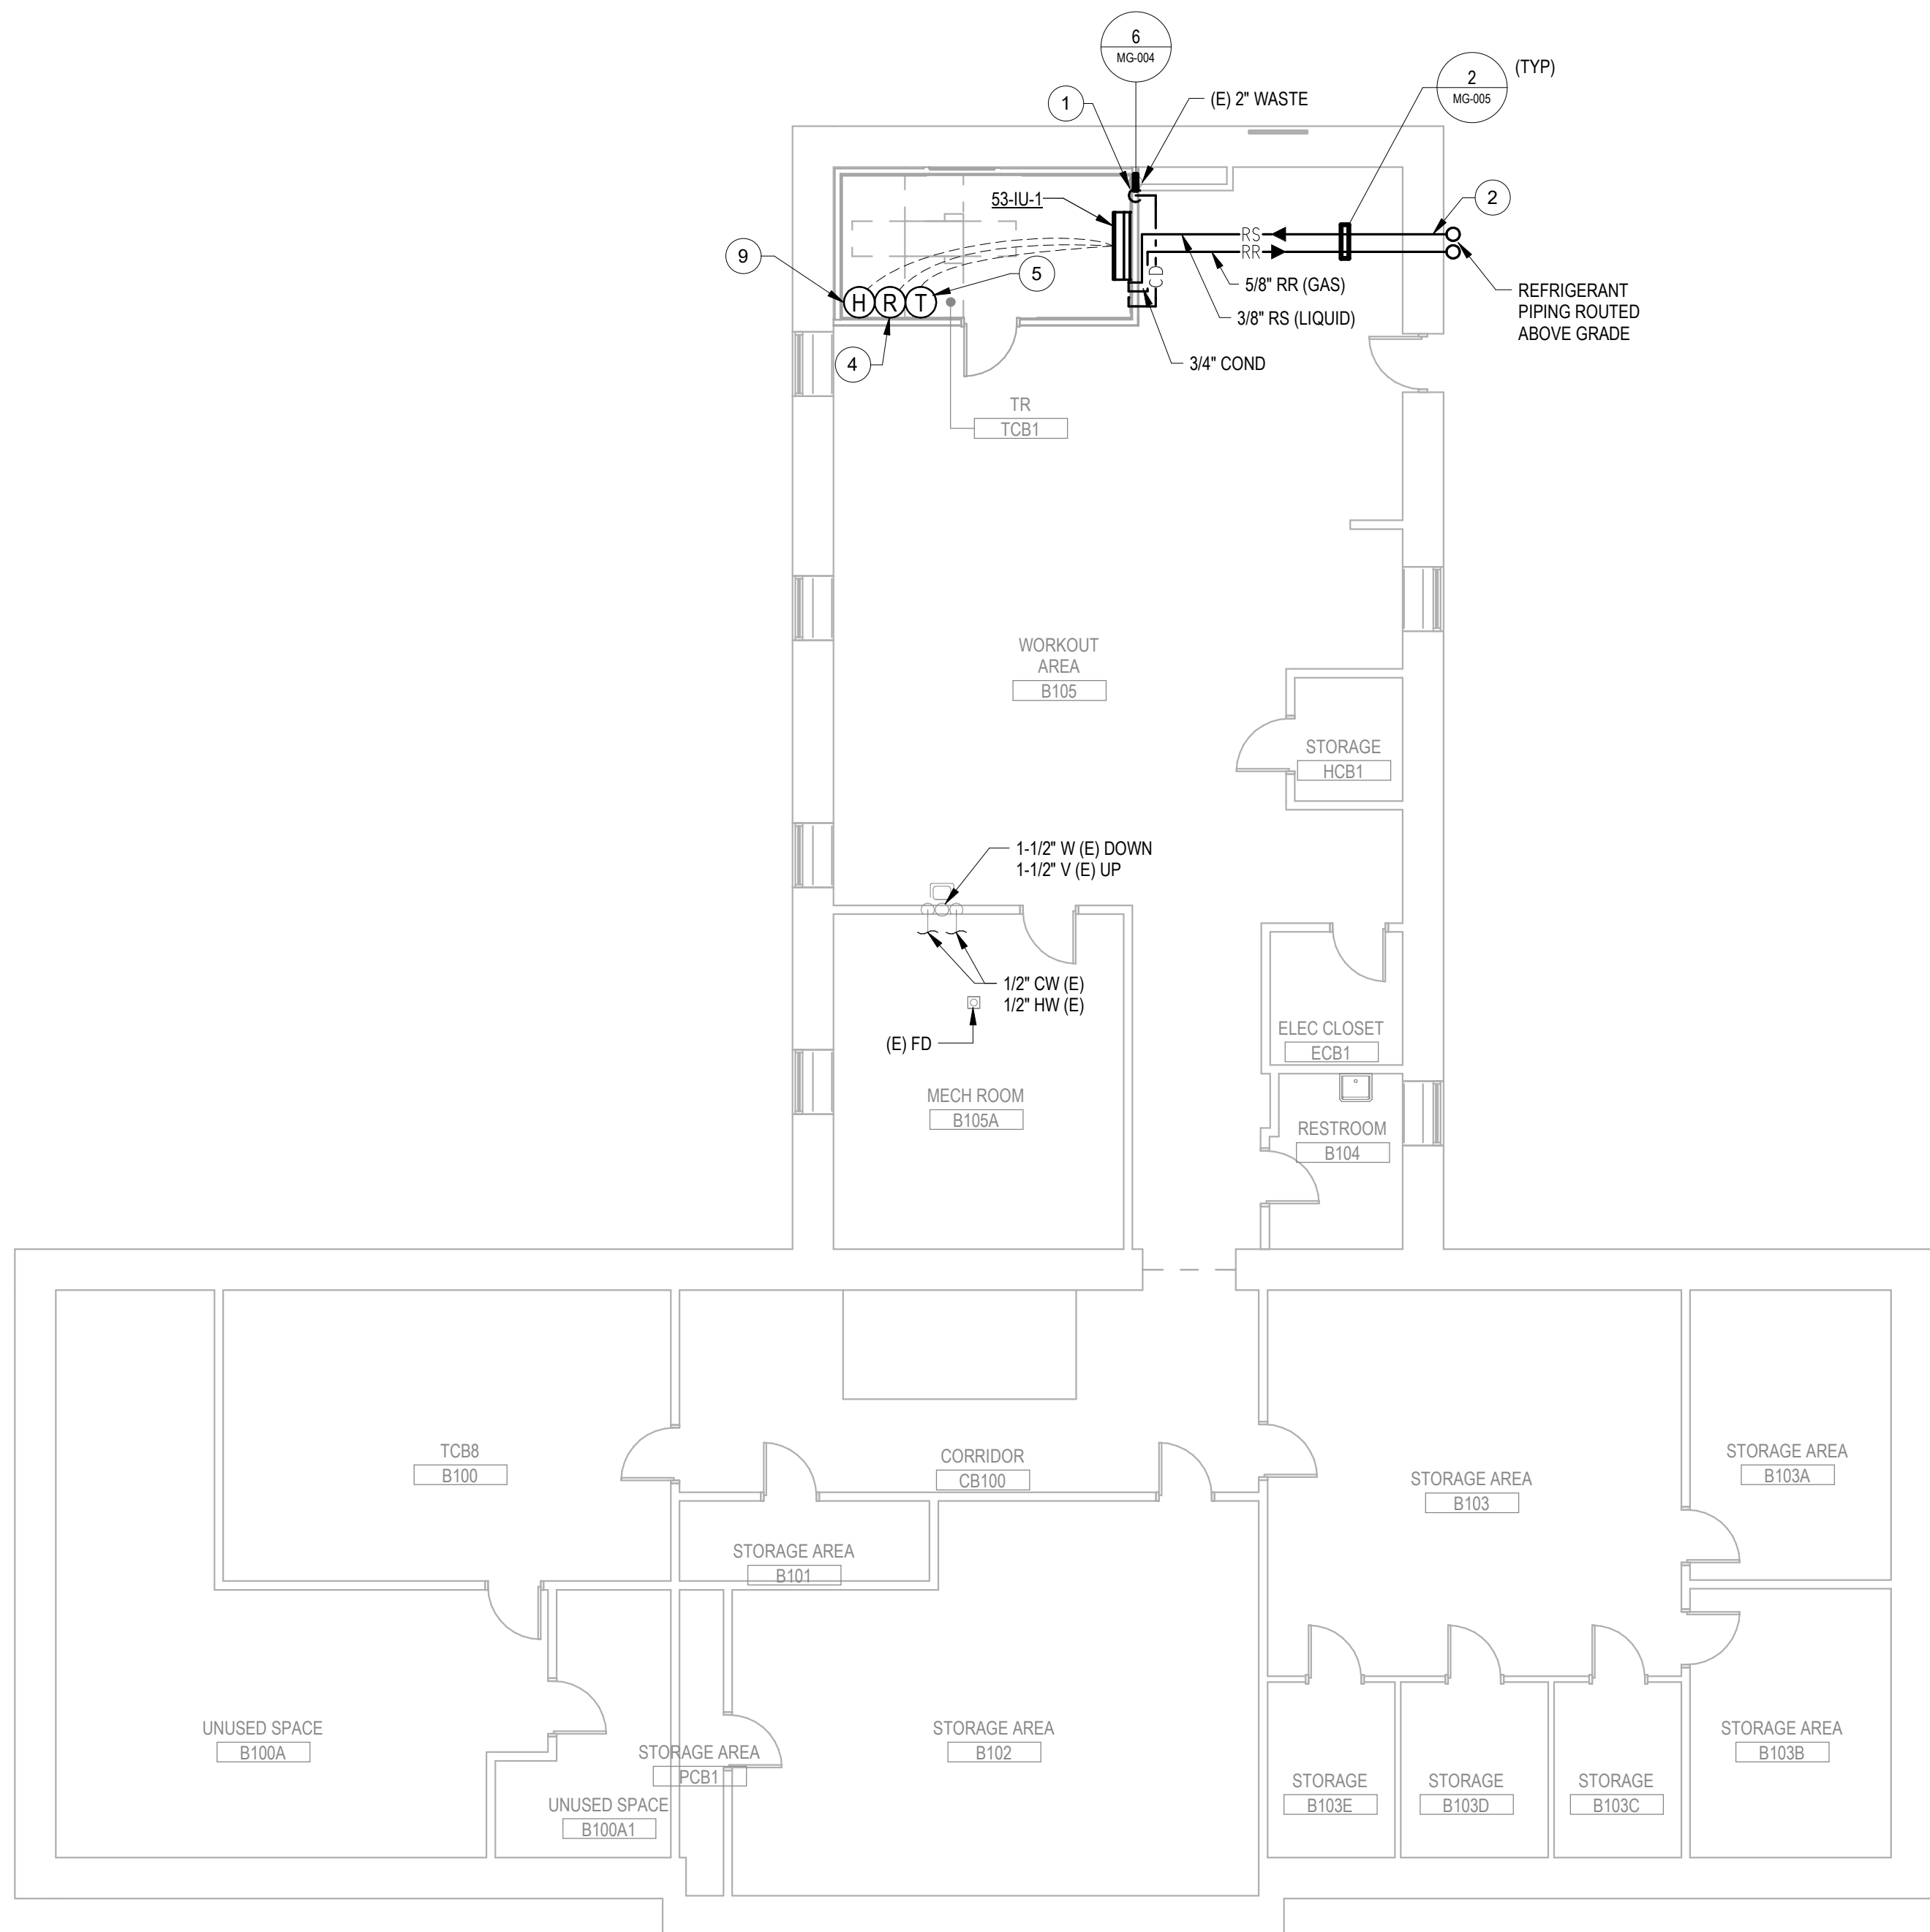 6
MG-004
2
MG-005
(TYP)
1
(E) 2" WASTE
53-IU-1
2
RS
RR
9
5
H
R
T
CD
5/8" RR (GAS)
3/8" RS (LIQUID)
REFRIGERANT
PIPING ROUTED
ABOVE GRADE
4
3/4" COND
TR
TCB1
WORKOUT
AREA
B105
STORAGE
HCB1
1-1/2" W (E) DOWN
1-1/2" V (E) UP
1/2" CW (E)
1/2" HW (E)
(E) FD
ELEC CLOSET
ECB1
MECH ROOM
B105A
RESTROOM
B104
TCB8
B100
CORRIDOR
CB100
STORAGE AREA
B103
STORAGE AREA
B103A
STORAGE AREA
B101
UNUSED SPACE
B100A
STORAGE AREA
PCB1
STORAGE AREA
B102
STORAGE AREA
B103B
UNUSED SPACE
B100A1
STORAGE
B103E
STORAGE
B103D
STORAGE
B103C